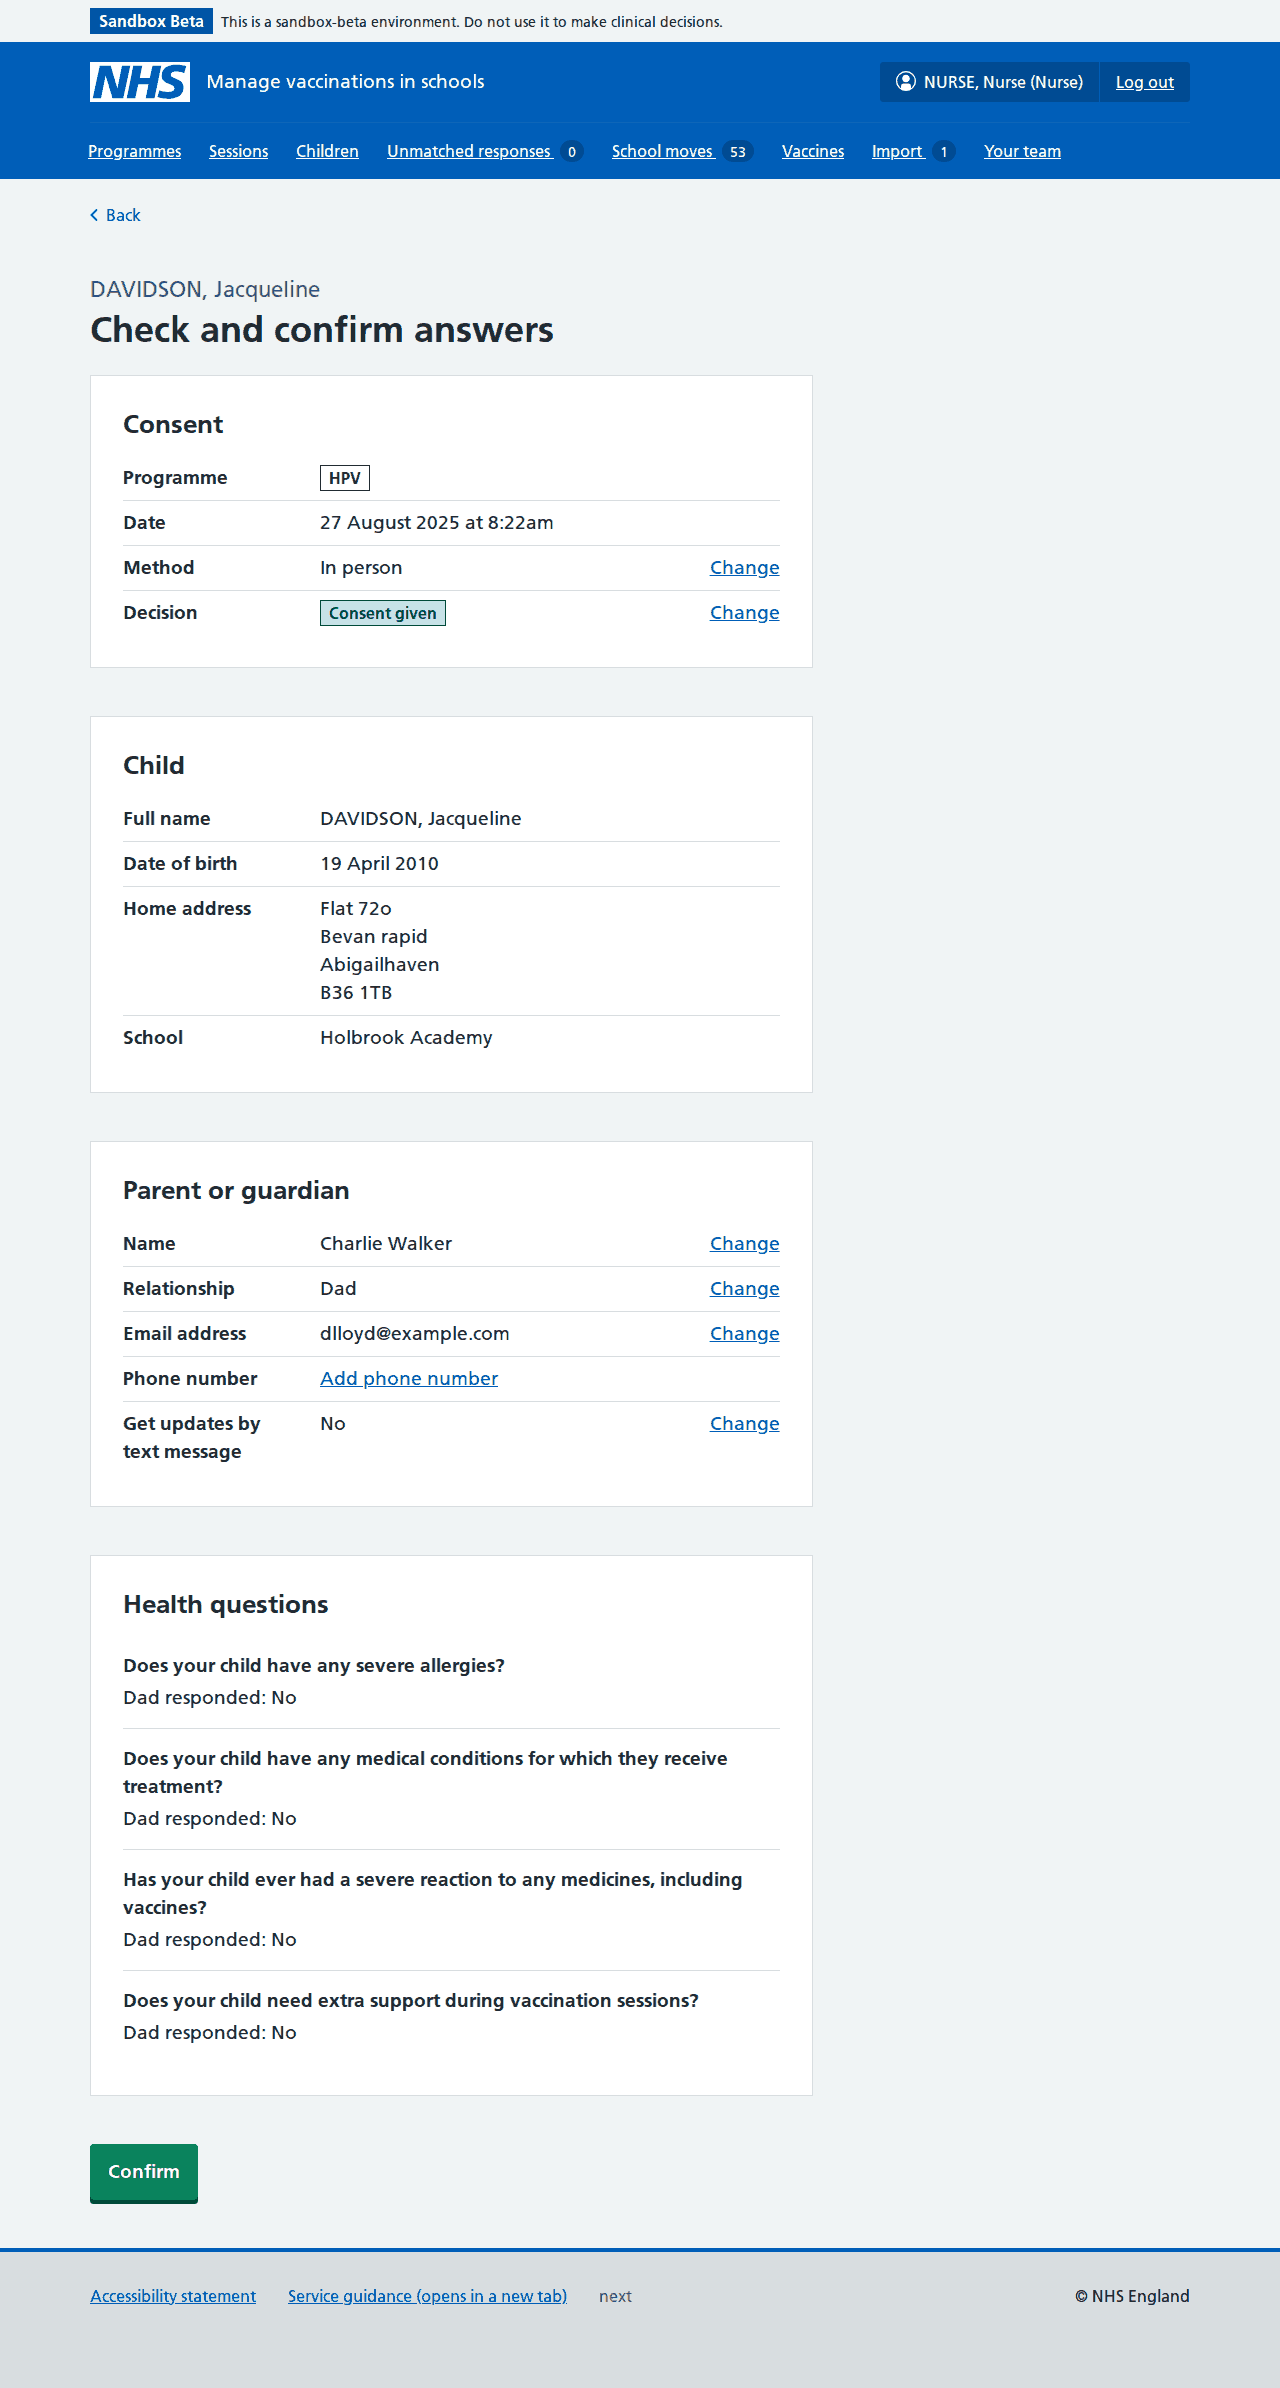 Sandbox Beta This is a sandbox-beta environment. Do not use it to make clinical decisions.
NHS Manage vaccinations in schools NURSE, Nurse (Nurse) Log out
Programmes Sessions Children Unmatched responses 0 School moves 53 Vaccines Import 1 Your team
Back
DAVIDSON, Jacqueline
Check and confirm answers
Consent
Programme HPV
Date 27 August 2025 at 8:22am
Method In person Change
Decision Consent given Change
Child
Full name DAVIDSON, Jacqueline
Date of birth 19 April 2010
Home address Flat 72o
Bevan rapid
Abigailhaven
B36 1TB
School Holbrook Academy
Parent or guardian
Name Charlie Walker Change
Relationship Dad Change
Email address dlloyd@example.com Change
Phone number Add phone number
Get updates by No Change
text message
Health questions
Does your child have any severe allergies?
Dad responded: No
Does your child have any medical conditions for which they receive
treatment?
Dad responded: No
Has your child ever had a severe reaction to any medicines, including
vaccines?
Dad responded: No
Does your child need extra support during vaccination sessions?
Dad responded: No
Confirm
Accessibility statement Service guidance (opens in a new tab) next © NHS England